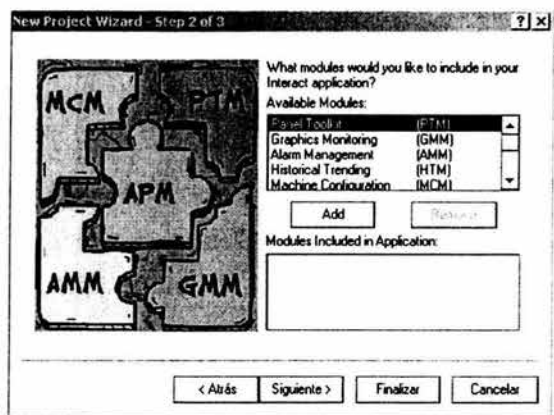 New Project Wizard - Step 2 of 3
MCM
PTM
APM
AMM
GMM
What modules would you like to include in your
Interact application?
Available Modules:
Panel Toolkit (PTM)
Graphics Monitoring (GMM)
Alarm Management (AMM)
Historical Trending (HTM)
Machine Configuration (MCM)
Add
Remove
Modules Included in Application:
< Atrás
Siguiente >
Finalizar
Cancelar